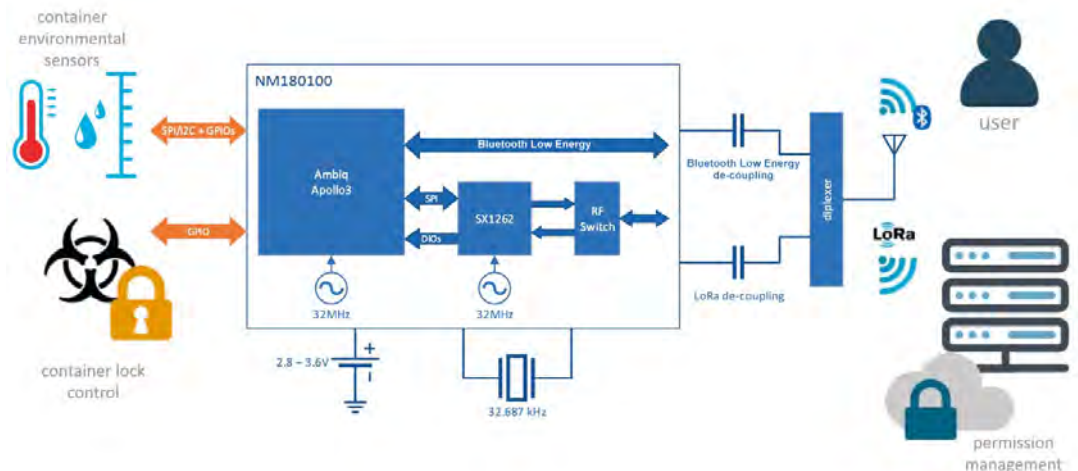 container
environmental
sensors
NM180100
user
SPI/I2C + GPIOs
Ambiq
Apollo3
Bluetooth Low Energy
Bluetooth Low Energy
de-coupling
SPI
SX1262
RF
Switch
diplexer
GPIO
DIOs
LoRa
LoRa de-coupling
32MHz
32MHz
2.8 – 3.6V
+
–
container lock
control
32.687 kHz
permission
management